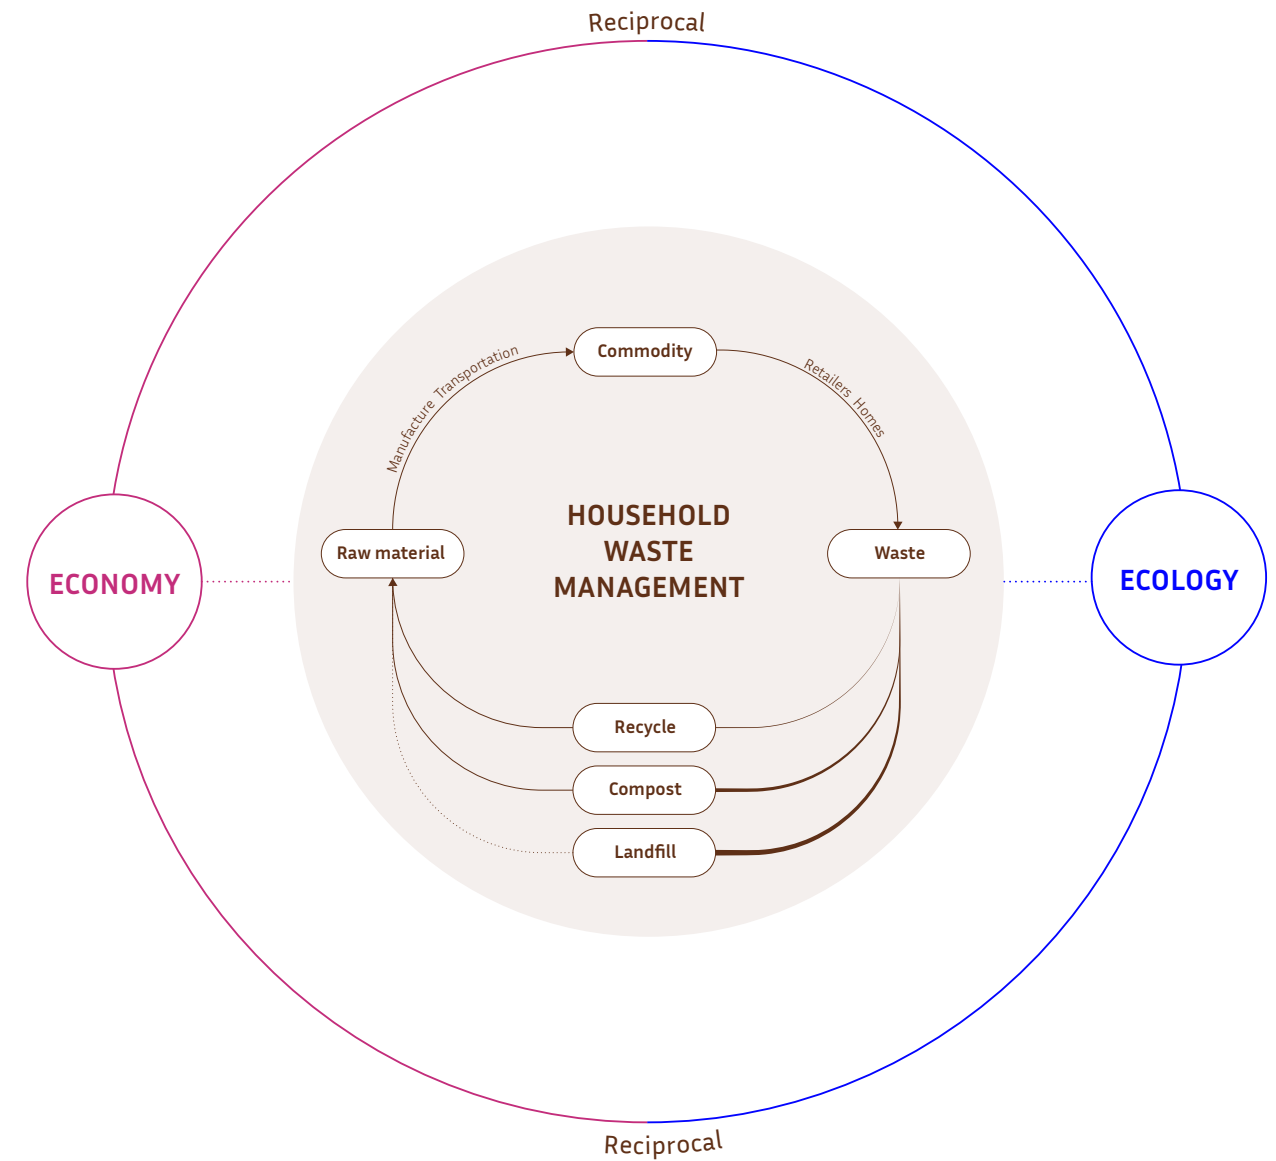 Reciprocal
Commodity
Manufacture Transportation
Retailers Homes
HOUSEHOLD
WASTE
MANAGEMENT
Raw material
Waste
ECONOMY
ECOLOGY
Recycle
Compost
Landfill
Reciprocal